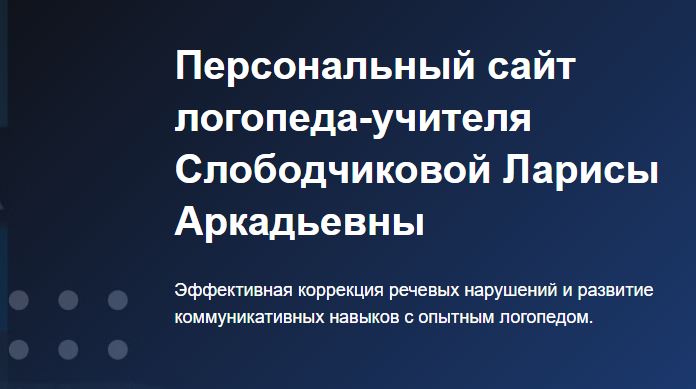 Персональный сайт
логопеда-учителя
Слободчиковой Ларисы
Аркадьевны
Эффективная коррекция речевых нарушений и развитие
коммуникативных навыков с опытным логопедом.